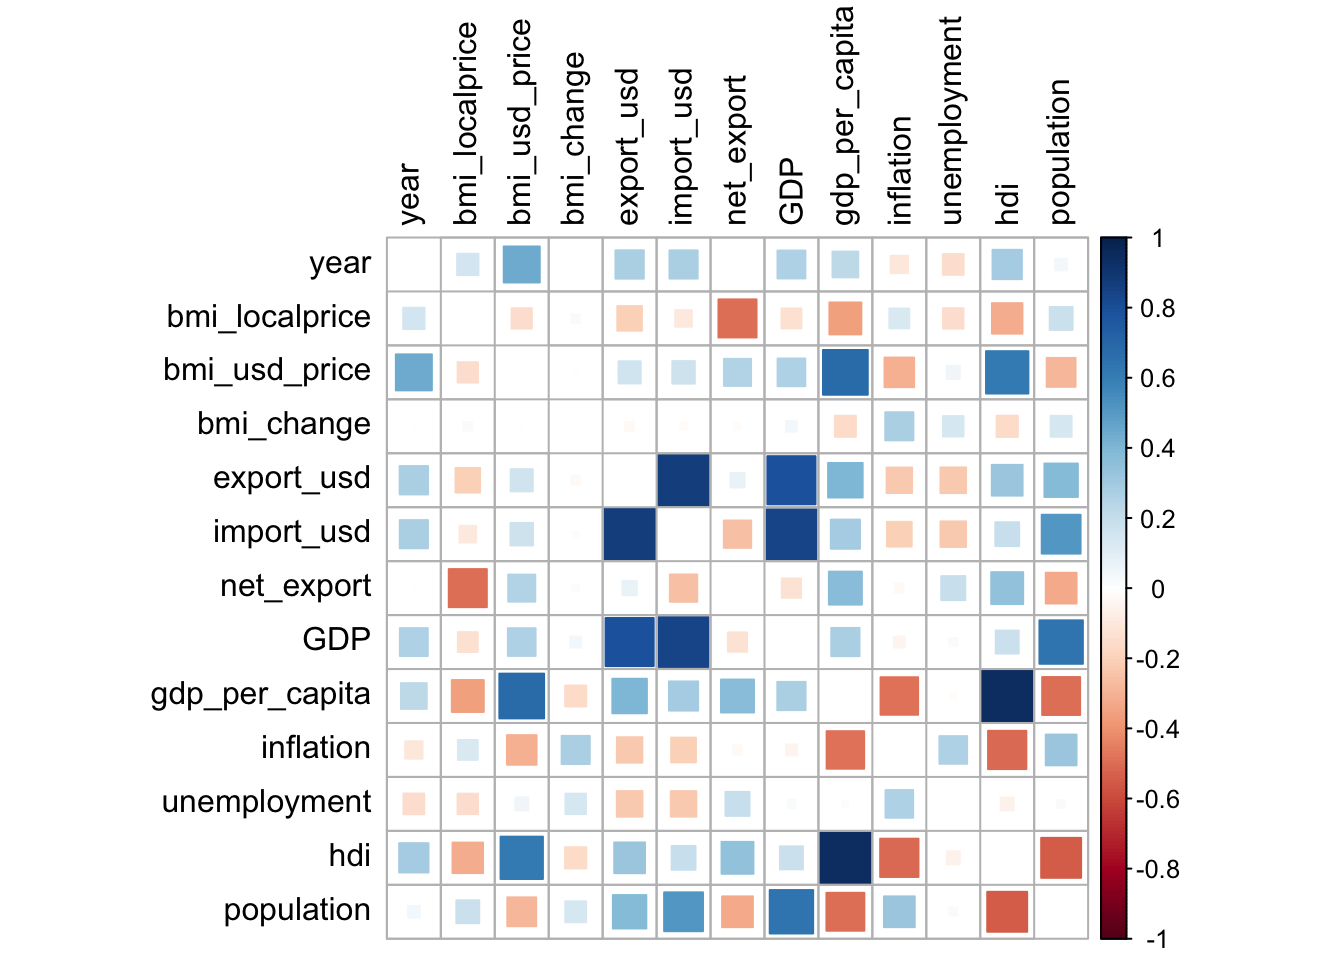 year
bmi_localprice
bmi_usd_price
bmi_change
export_usd
import_usd
net_export
GDP
gdp_per_capita
inflation
unemployment
hdi
population
year
bmi_localprice
bmi_usd_price
bmi_change
export_usd
import_usd
net_export
GDP
gdp_per_capita
inflation
unemployment
hdi
population
1
0.8
0.6
0.4
0.2
0
-0.2
-0.4
-0.6
-0.8
-1